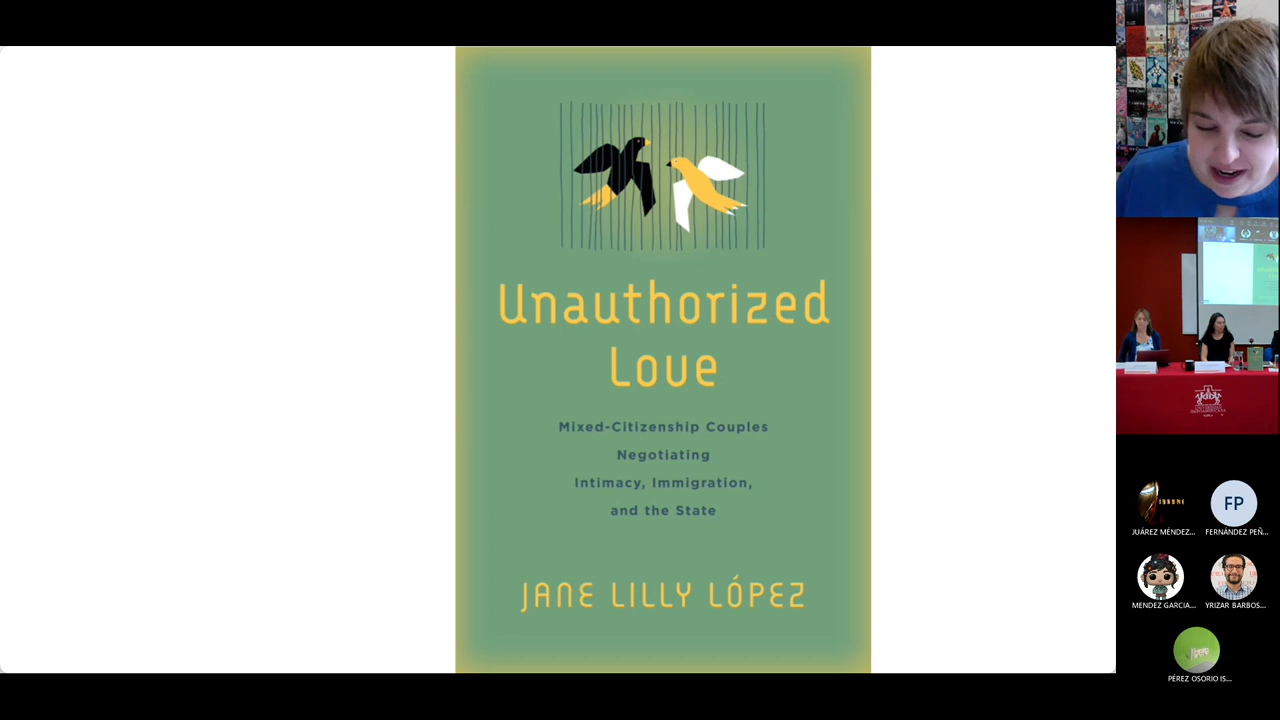 Unauthorized
Love
Mixed-Citizenship Couples
Negotiating
Intimacy, Immigration,
and the State
JANE LILLY LÓPEZ
JUÁREZ MÉNDEZ...
FP
FERNÁNDEZ PEÑ...
MENDEZ GARCIA...
YRIZAR BARBOS...
PÉREZ OSORIO IS...